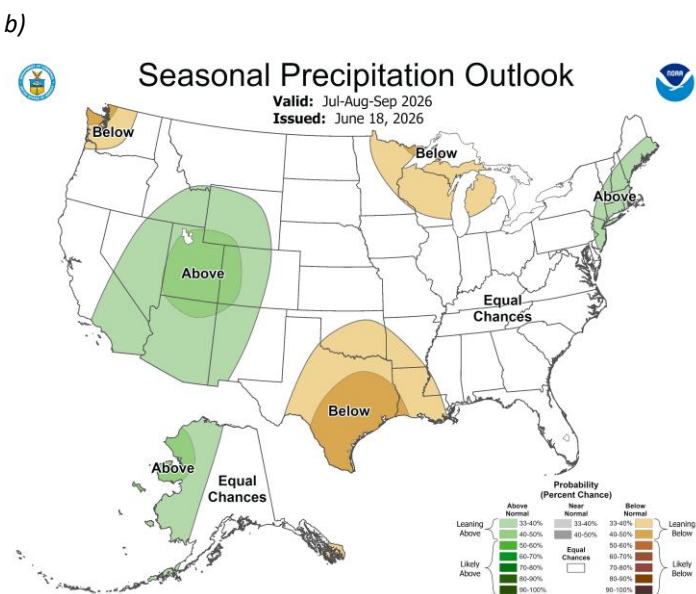 b)
Seasonal Precipitation Outlook
Valid: Jul-Aug-Sep 2026
Issued: June 18, 2026
NOAA
Below
Below
Above
Above
Equal
Chances
Below
Above
Equal
Chances
Probability
(Percent Chance)
Above
Normal
Near
Normal
Below
Normal
Leaning
Above
33-40%
40-50%
50-60%
60-70%
70-80%
80-90%
90-100%
Likely
Above
33-40%
40-50%
Equal
Chances
33-40%
40-50%
50-60%
60-70%
70-80%
80-90%
90-100%
Leaning
Below
Likely
Below